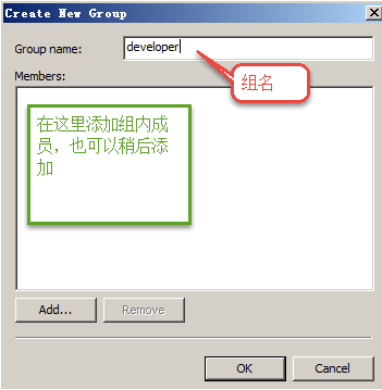 Create New Group
Group name:
developer
组名
Members:
在这里添加组内成
员，也可以稍后添
加
Add...
Remove
OK
Cancel